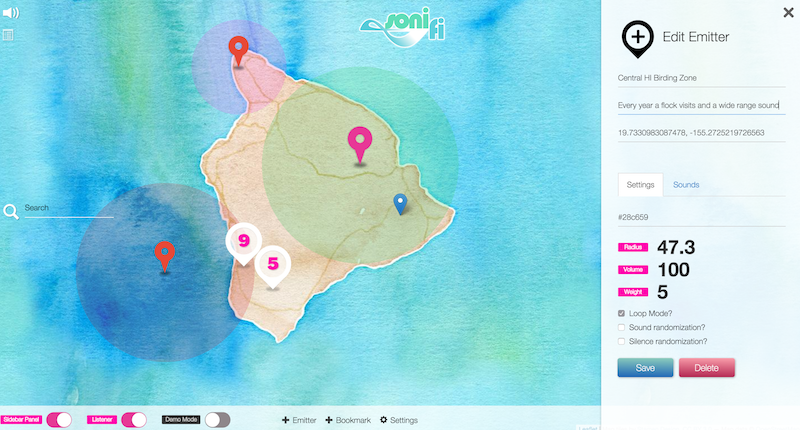 soni
fi
Edit Emitter
Central HI Birding Zone
Every year a flock visits and a wide range sound
19.7330983087478, -155.2725219726563
Settings Sounds
#28c659
Radius 47.3
Volume 100
Weight 5
Loop Mode?
Sound randomization?
Silence randomization?
Save Delete
Search
9
5
Sidebar Panel Listener Demo Mode + Emitter + Bookmark Settings
Leaflet